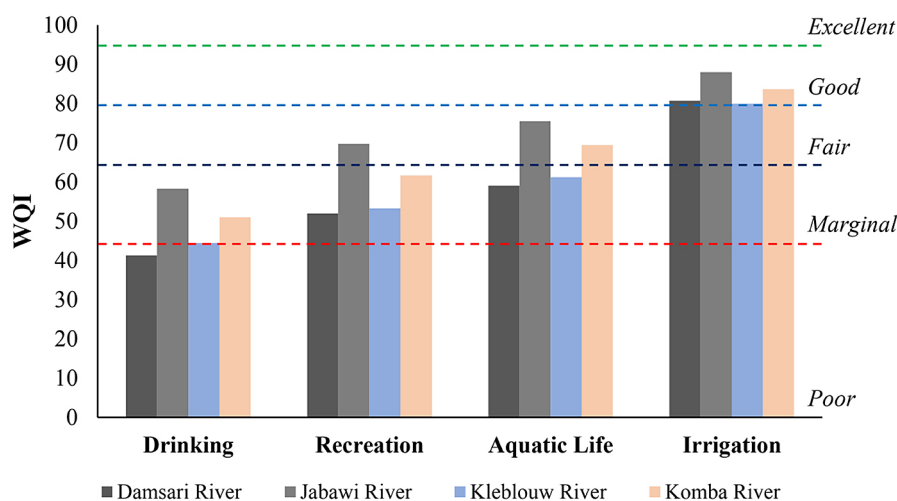 100
90
80
70
60
50
40
30
20
10
0
WQI
Excellent
Good
Fair
Marginal
Poor
Drinking Recreation Aquatic Life Irrigation
Damsari River Jabawi River Kleblouw River Komba River